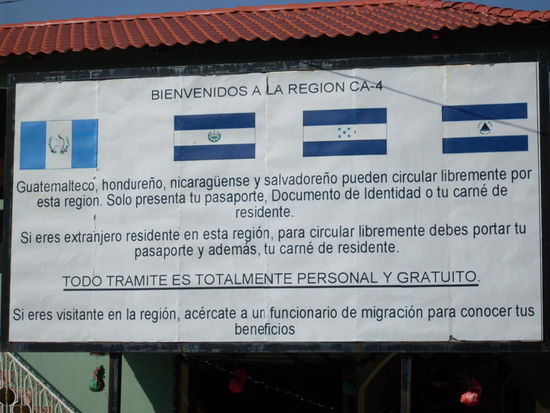 BIENVENIDOS A LA REGION CA-4
Guatemalteco, hondureño, nicaragüense y salvadoreño pueden circular libremente por
esta region. Solo presenta tu pasaporte, Documento de Identidad o tu carné de
residente.
Si eres extranjero residente en esta región, para circular libremente debes portar tu
pasaporte y además, tu carné de residente.
TODO TRAMITE ES TOTALMENTE PERSONAL Y GRATUITO.
Si eres visitante en la región, acércate a un funcionario de migración para conocer tus
beneficios